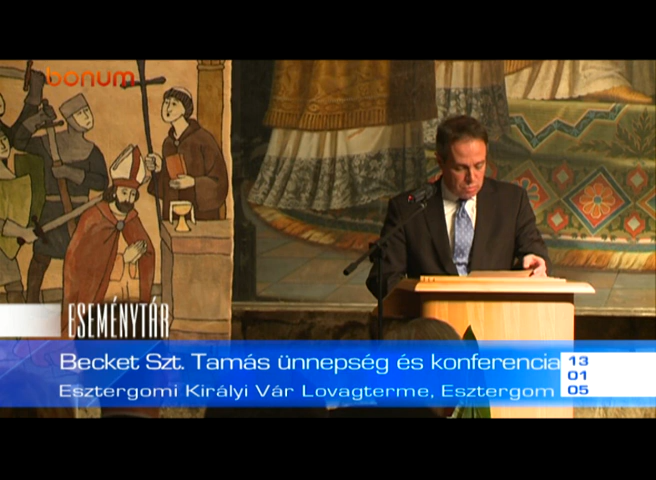 bonum
ESEMÉNYTÁR
Becket Szt. Tamás ünnepség és konferencia
Esztergomi Királyi Vár Lovagterme, Esztergom
13
01
05